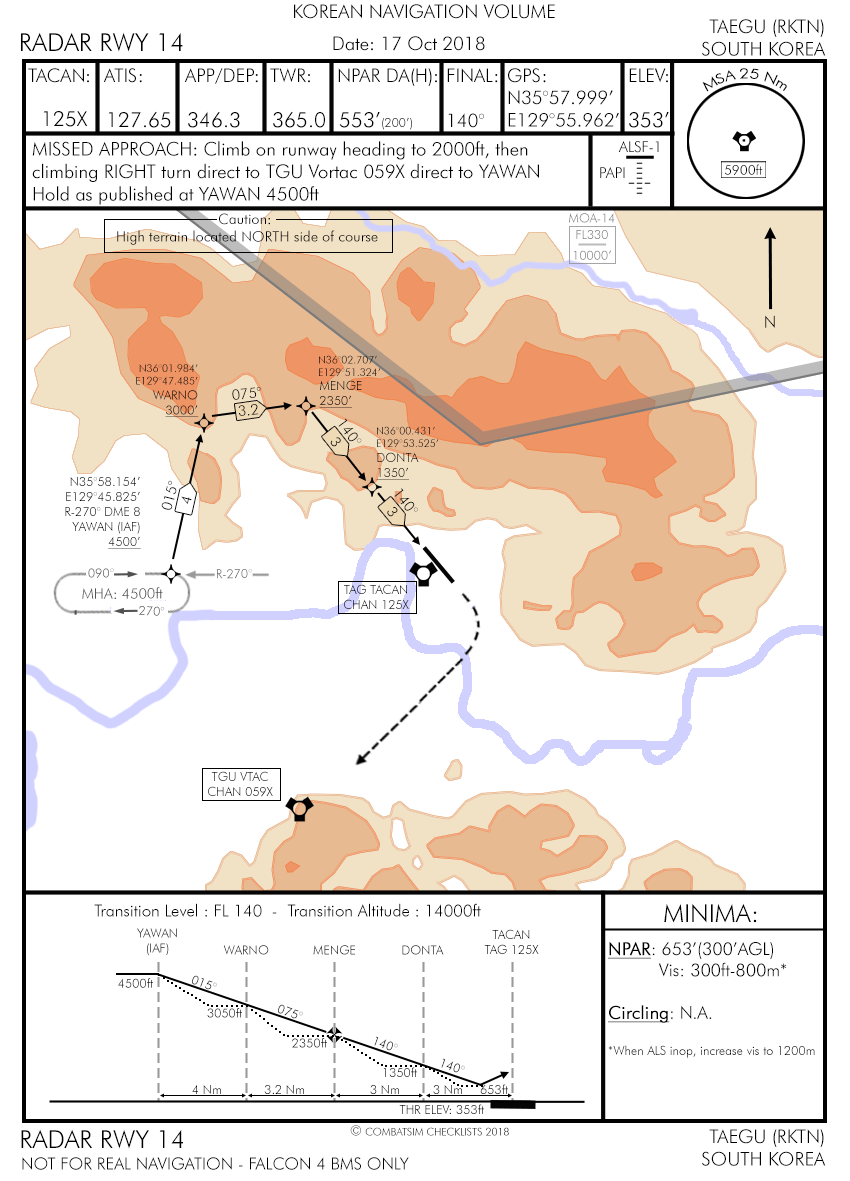 KOREAN NAVIGATION VOLUME
RADAR RWY 14
Date: 17 Oct 2018
TAEGU (RKTN)
SOUTH KOREA
TACAN:
125X
ATIS:
127.65
APP/DEP:
346.3
TWR:
365.0
NPAR DA(H):
553'(200')
FINAL:
140°
GPS:
N35°57.999'
E129°55.962'
ELEV:
353'
MSA 25 Nm
5900ft
MISSED APPROACH: Climb on runway heading to 2000ft, then
climbing RIGHT turn direct to TGU Vortac 059X direct to YAWAN
Hold as published at YAWAN 4500ft
ALSF-1
PAPI
Caution:
High terrain located NORTH side of course
MOA-14
FL330
10000'
N
N36°01.984'
E129°47.485'
WARNO
3000'
075°
3.2
N36°02.707'
E129°51.324'
MENGE
2350'
140°
3
N36°00.431'
E129°53.525'
DONTA
1350'
140°
3
015°
4
N35°58.154'
E129°45.825'
R-270° DME 8
YAWAN (IAF)
4500'
090°
R-270°
MHA: 4500ft
270°
TAG TACAN
CHAN 125X
TGU VTAC
CHAN 059X
Transition Level : FL 140 - Transition Altitude : 14000ft
YAWAN
(IAF)
WARNO
MENGE
DONTA
TACAN
TAG 125X
4500ft
015°
3050ft
075°
2350ft
140°
1350ft
140°
653ft
4 Nm
3.2 Nm
3 Nm
3 Nm
THR ELEV: 353ft
MINIMA:
NPAR: 653'(300'AGL)
Vis: 300ft-800m*
Circling: N.A.
*When ALS inop, increase vis to 1200m
© COMBATSIM CHECKLISTS 2018
RADAR RWY 14
NOT FOR REAL NAVIGATION - FALCON 4 BMS ONLY
TAEGU (RKTN)
SOUTH KOREA